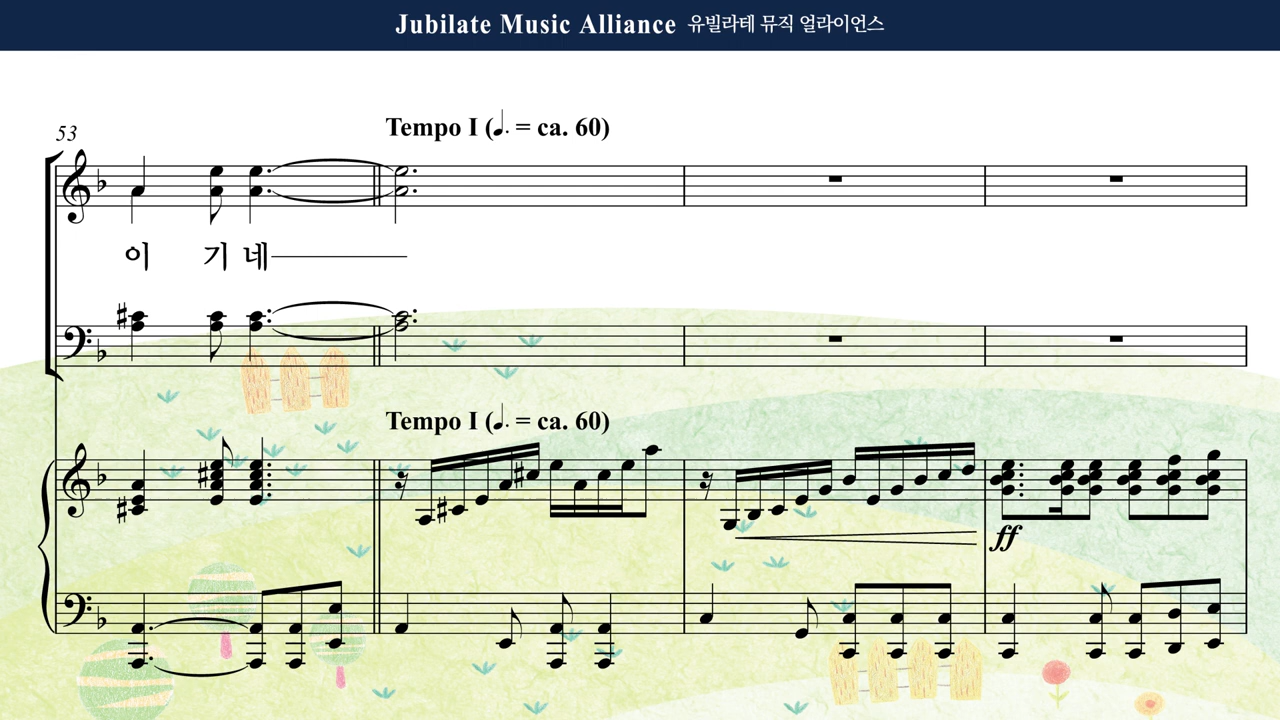 Jubilate Music Alliance 유빌라테 뮤직 얼라이언스
53
Tempo I (♩. = ca. 60)
이 기 네
Tempo I (♩. = ca. 60)
ff